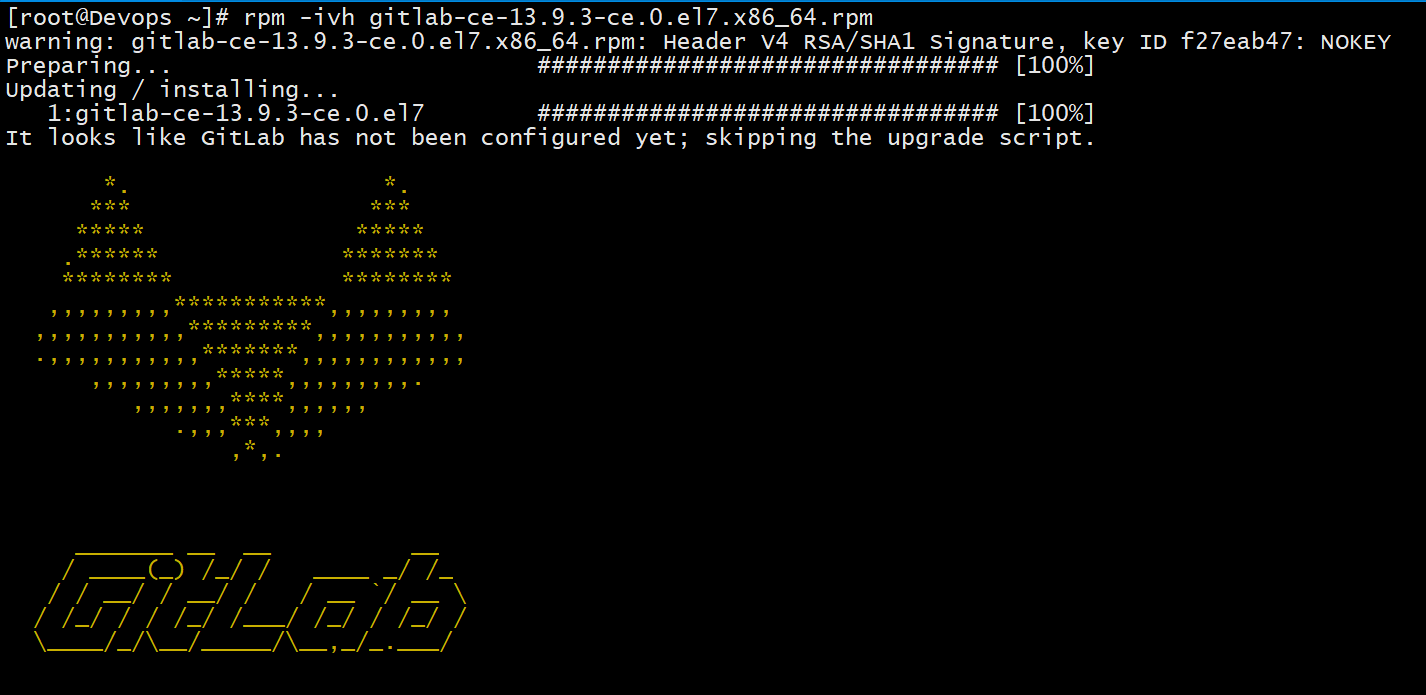 [root@Devops ~]# rpm -ivh gitlab-ce-13.9.3-ce.0.el7.x86_64.rpm
warning: gitlab-ce-13.9.3-ce.0.el7.x86_64.rpm: Header V4 RSA/SHA1 Signature, key ID f27eab47: NOKEY
Preparing...                          ################################# [100%]
Updating / installing...
   1:gitlab-ce-13.9.3-ce.0.el7        ################################# [100%]
It looks like GitLab has not been configured yet; skipping the upgrade script.

       *.                  *.
      ***                 ***
     *****               *****
    .******             *******
    ********            ********
   ,,,,,,,,,***********,,,,,,,,,
  ,,,,,,,,,,,*********,,,,,,,,,,,
  .,,,,,,,,,,,*******,,,,,,,,,,,,
      ,,,,,,,,,*****,,,,,,,,,.
         ,,,,,,,****,,,,,,
            .,,,***,,,,
                ,*,.

     _______ __  __          __
    / ____(_) /_/ /   ____ _/ /_
   / / __/ / __/ /   / __ `/ __ \
  / /_/ / / /_/ /___/ /_/ / /_/ /
  \____/_/\__/_____/\__,_/_.___/